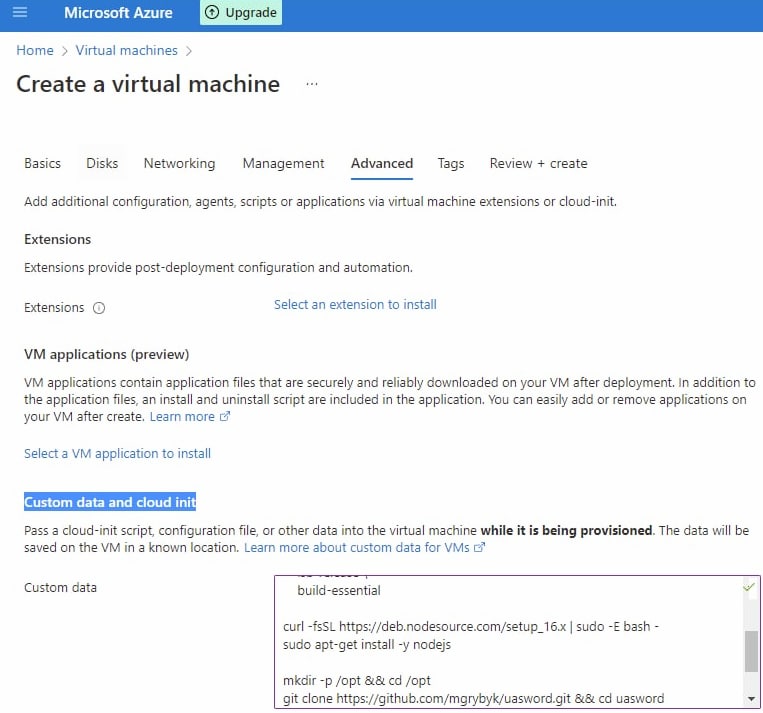 Microsoft Azure
Upgrade
Home > Virtual machines >
Create a virtual machine ...
Basics Disks Networking Management Advanced Tags Review + create
Add additional configuration, agents, scripts or applications via virtual machine extensions or cloud-init.
Extensions
Extensions provide post-deployment configuration and automation.
Extensions
Select an extension to install
VM applications (preview)
VM applications contain application files that are securely and reliably downloaded on your VM after deployment. In addition to
the application files, an install and uninstall script are included in the application. You can easily add or remove applications on
your VM after create. Learn more
Select a VM application to install
Custom data and cloud init
Pass a cloud-init script, configuration file, or other data into the virtual machine while it is being provisioned. The data will be
saved on the VM in a known location. Learn more about custom data for VMs
Custom data
build-essential
curl -fsSL https://deb.nodesource.com/setup_16.x | sudo -E bash -
sudo apt-get install -y nodejs
mkdir -p /opt && cd /opt
git clone https://github.com/mgrybyk/uasword.git && cd uasword